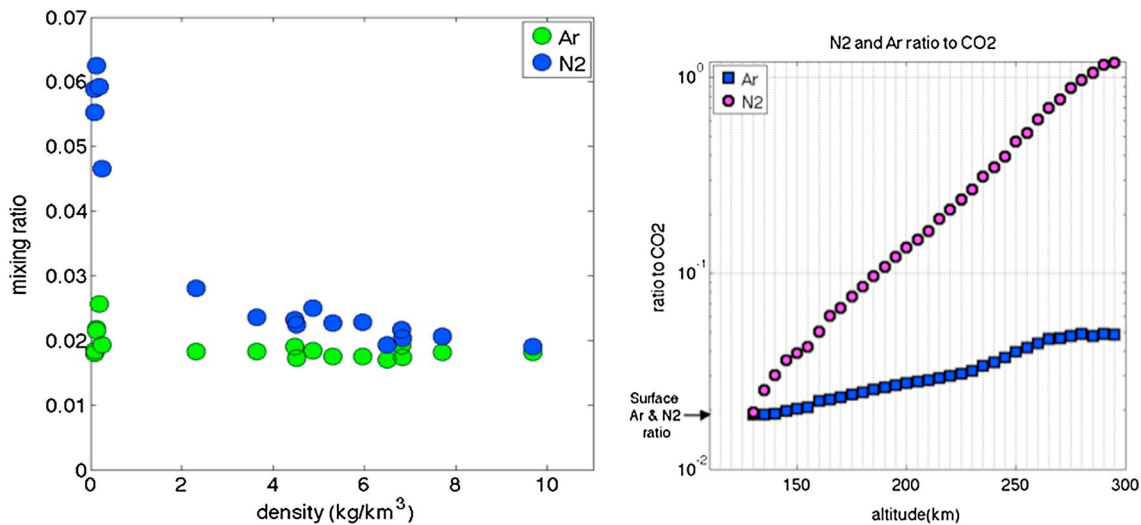 0.07
0.06
0.05
0.04
0.03
0.02
0.01
0
mixing ratio
0 2 4 6 8 10
density (kg/km³)
Ar
N2
N2 and Ar ratio to CO2
Ar
N2
10⁰
10⁻¹
10⁻²
ratio to CO2
Surface
Ar & N2
ratio
150 200 250 300
altitude(km)